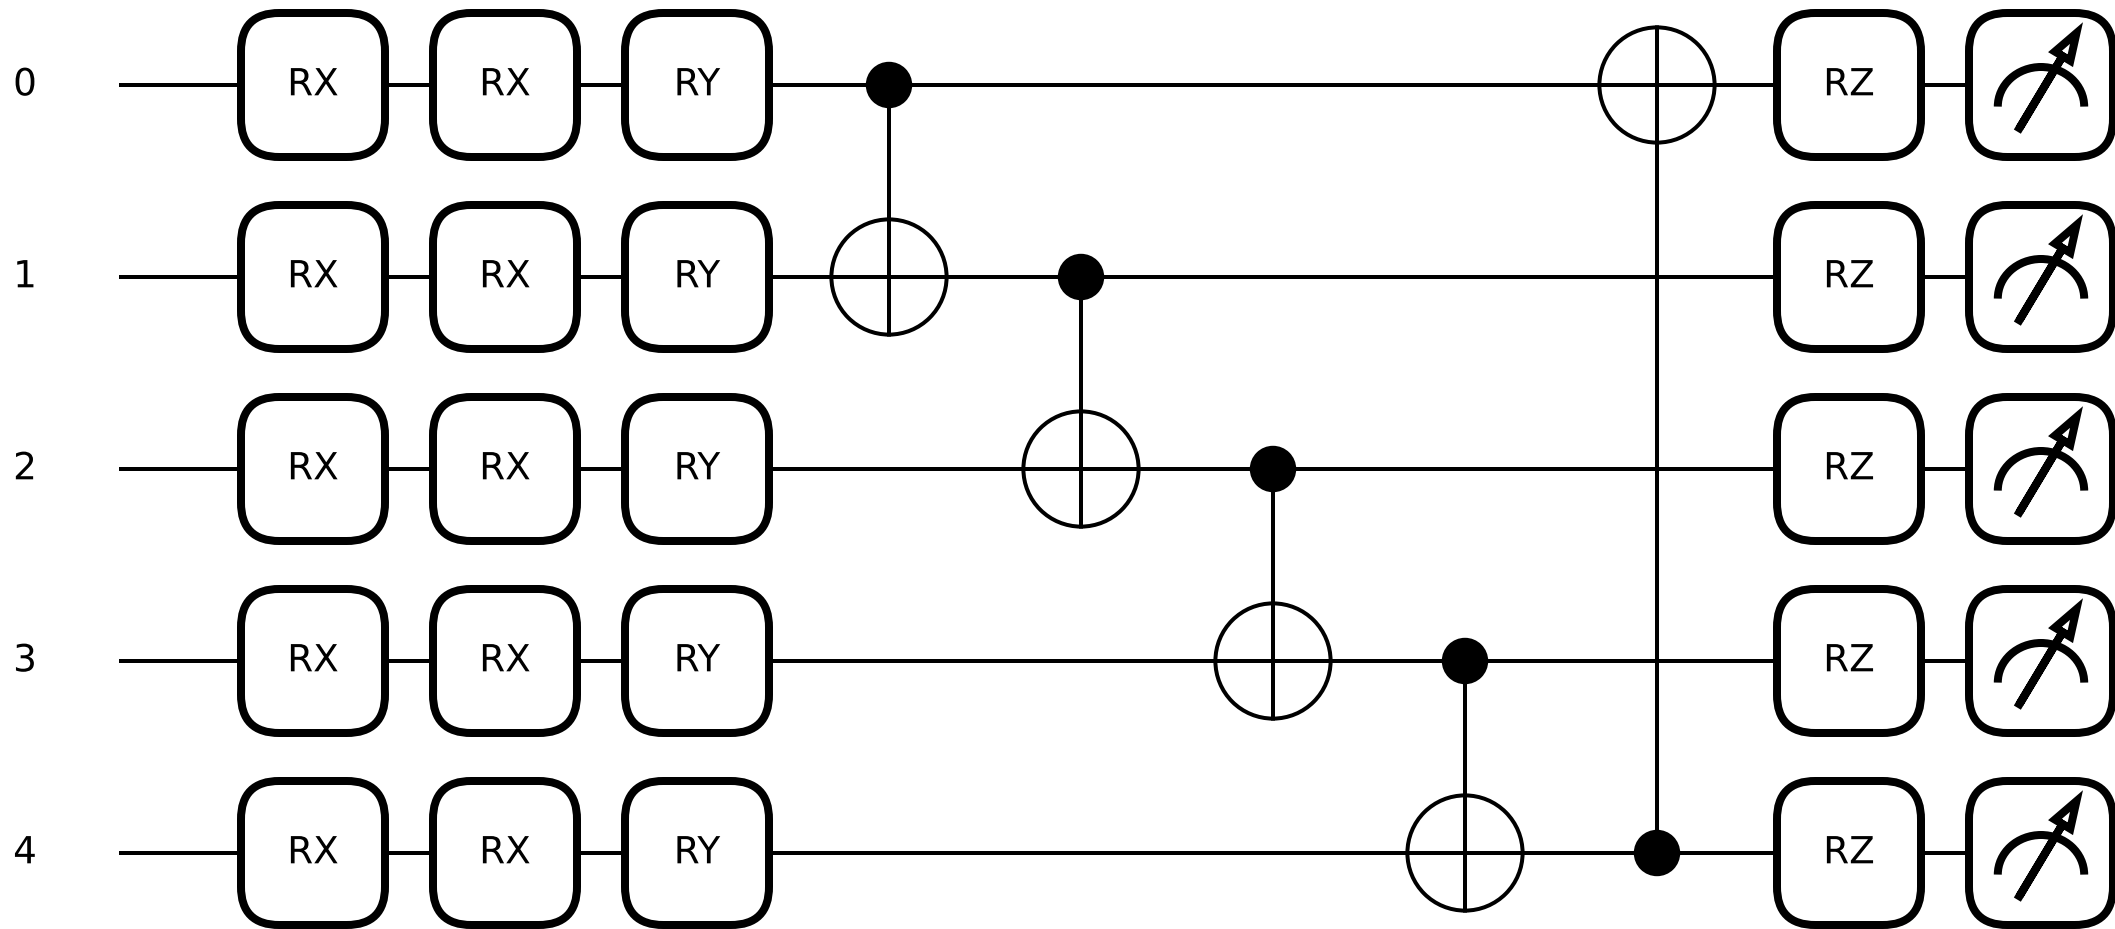 0 RX RX RY RZ
1 RX RX RY RZ
2 RX RX RY RZ
3 RX RX RY RZ
4 RX RX RY RZ